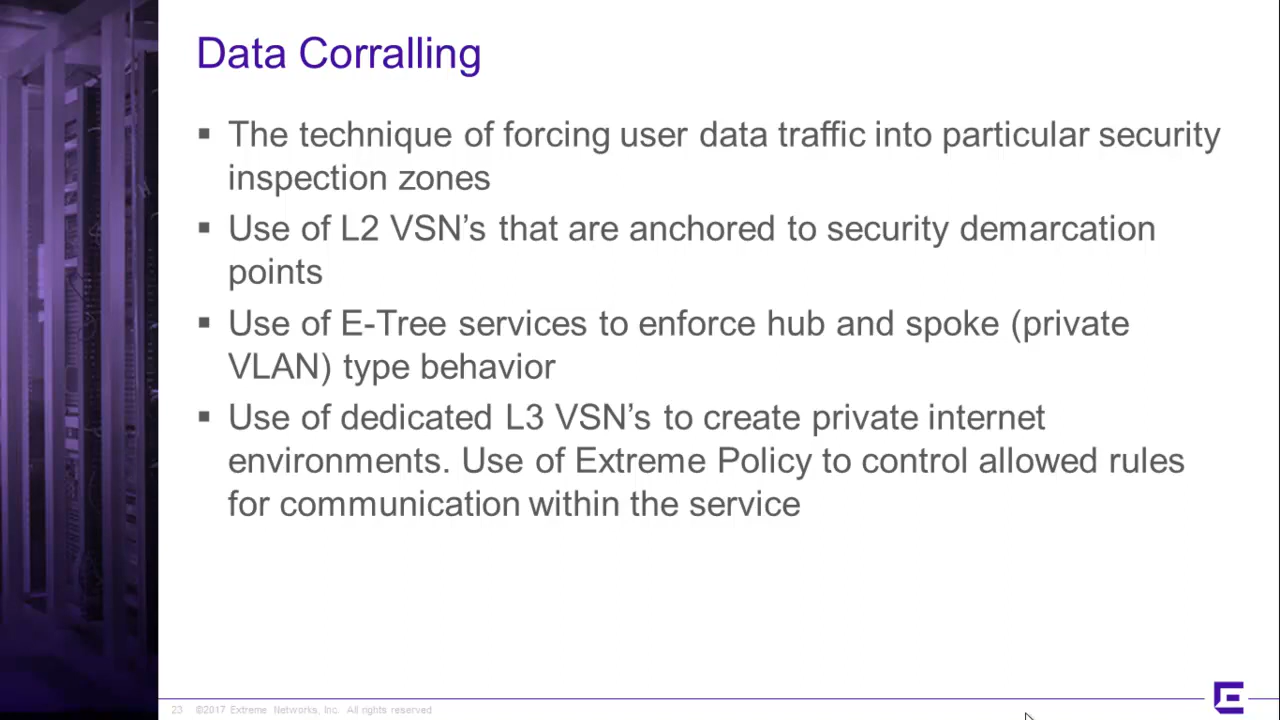 Data Corralling
▪ The technique of forcing user data traffic into particular security
inspection zones
▪ Use of L2 VSN’s that are anchored to security demarcation
points
▪ Use of E-Tree services to enforce hub and spoke (private
VLAN) type behavior
▪ Use of dedicated L3 VSN’s to create private internet
environments. Use of Extreme Policy to control allowed rules
for communication within the service
23 ©2017 Extreme Networks, Inc. All rights reserved